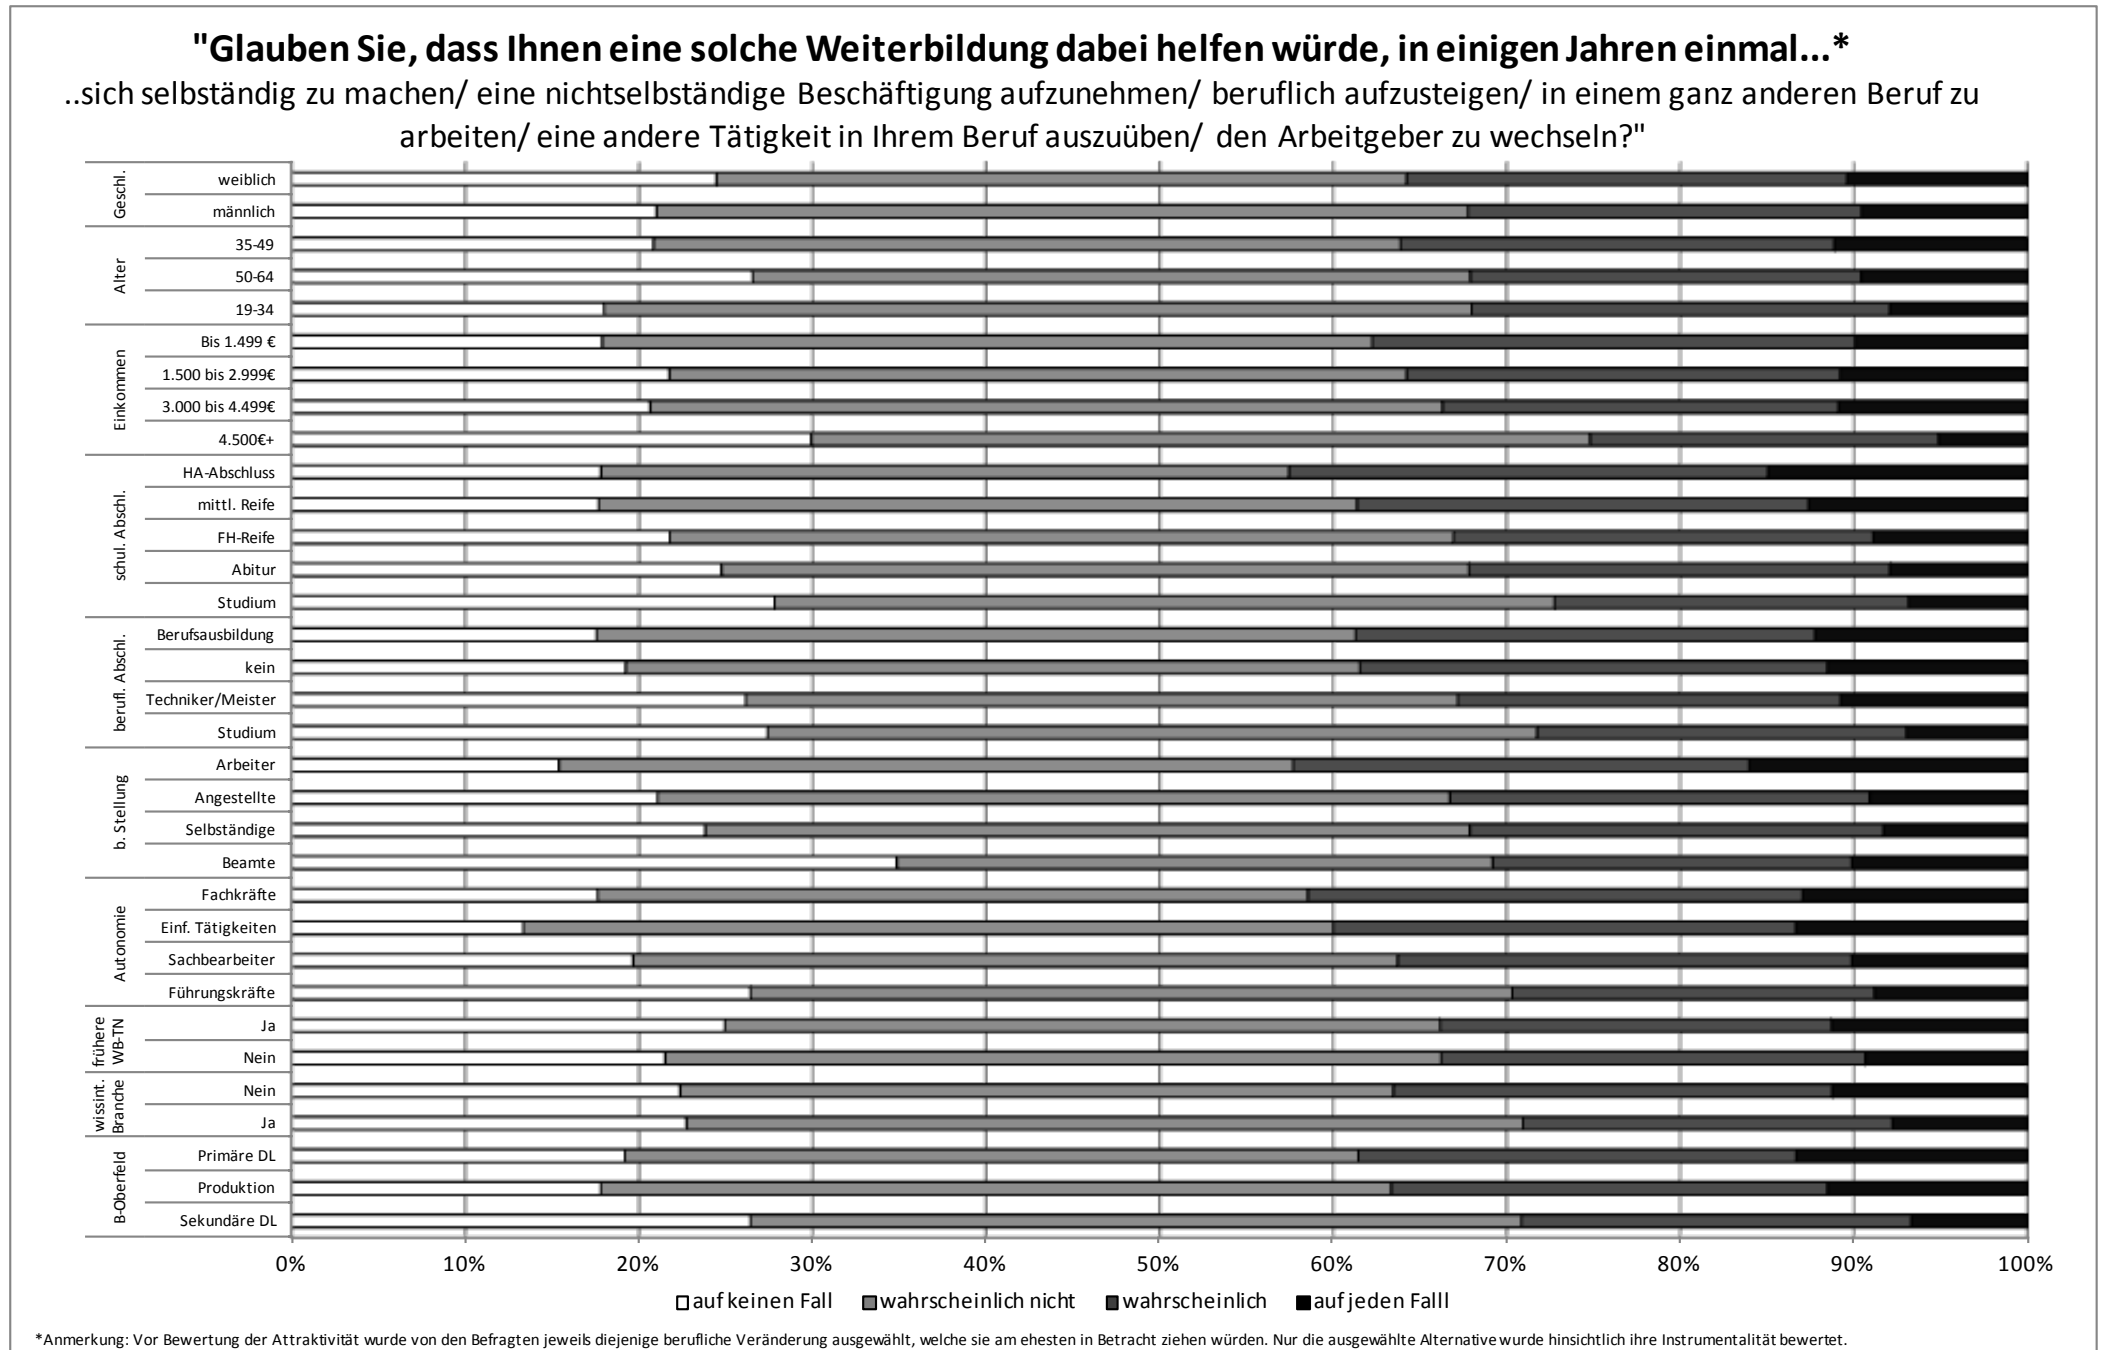 "Glauben Sie, dass Ihnen eine solche Weiterbildung dabei helfen würde, in einigen Jahren einmal...*
..sich selbständig zu machen/ eine nichtselbständige Beschäftigung aufzunehmen/ beruflich aufzusteigen/ in einem ganz anderen Beruf zu
arbeiten/ eine andere Tätigkeit in Ihrem Beruf auszuüben/ den Arbeitgeber zu wechseln?"
Geschl.
weiblich
männlich
Alter
35-49
50-64
19-34
Einkommen
Bis 1.499 €
1.500 bis 2.999€
3.000 bis 4.499€
4.500€+
schul. Abschl.
HA-Abschluss
mittl. Reife
FH-Reife
Abitur
Studium
berufl. Abschl.
Berufsausbildung
kein
Techniker/Meister
Studium
b. Stellung
Arbeiter
Angestellte
Selbständige
Beamte
Autonomie
Fachkräfte
Einf. Tätigkeiten
Sachbearbeiter
Führungskräfte
frühere
WB-TN
Ja
Nein
wissint.
Branche
Nein
Ja
B-Oberfeld
Primäre DL
Produktion
Sekundäre DL
0% 10% 20% 30% 40% 50% 60% 70% 80% 90% 100%
auf keinen Fall wahrscheinlich nicht wahrscheinlich auf jeden Falll
*Anmerkung: Vor Bewertung der Attraktivität wurde von den Befragten jeweils diejenige berufliche Veränderung ausgewählt, welche sie am ehesten in Betracht ziehen würden. Nur die ausgewählte Alternative wurde hinsichtlich ihre Instrumentalität bewertet.